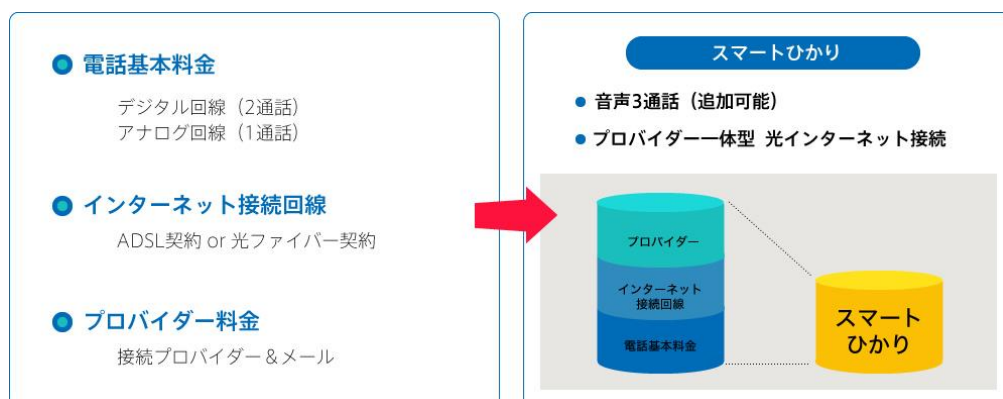 電話基本料金
デジタル回線（2通話）
アナログ回線（1通話）
インターネット接続回線
ADSL契約 or 光ファイバー契約
プロバイダー料金
接続プロバイダー＆メール
スマートひかり
音声3通話（追加可能）
プロバイダー一体型 光インターネット接続
プロバイダー
インターネット
接続回線
電話基本料金
スマート
ひかり